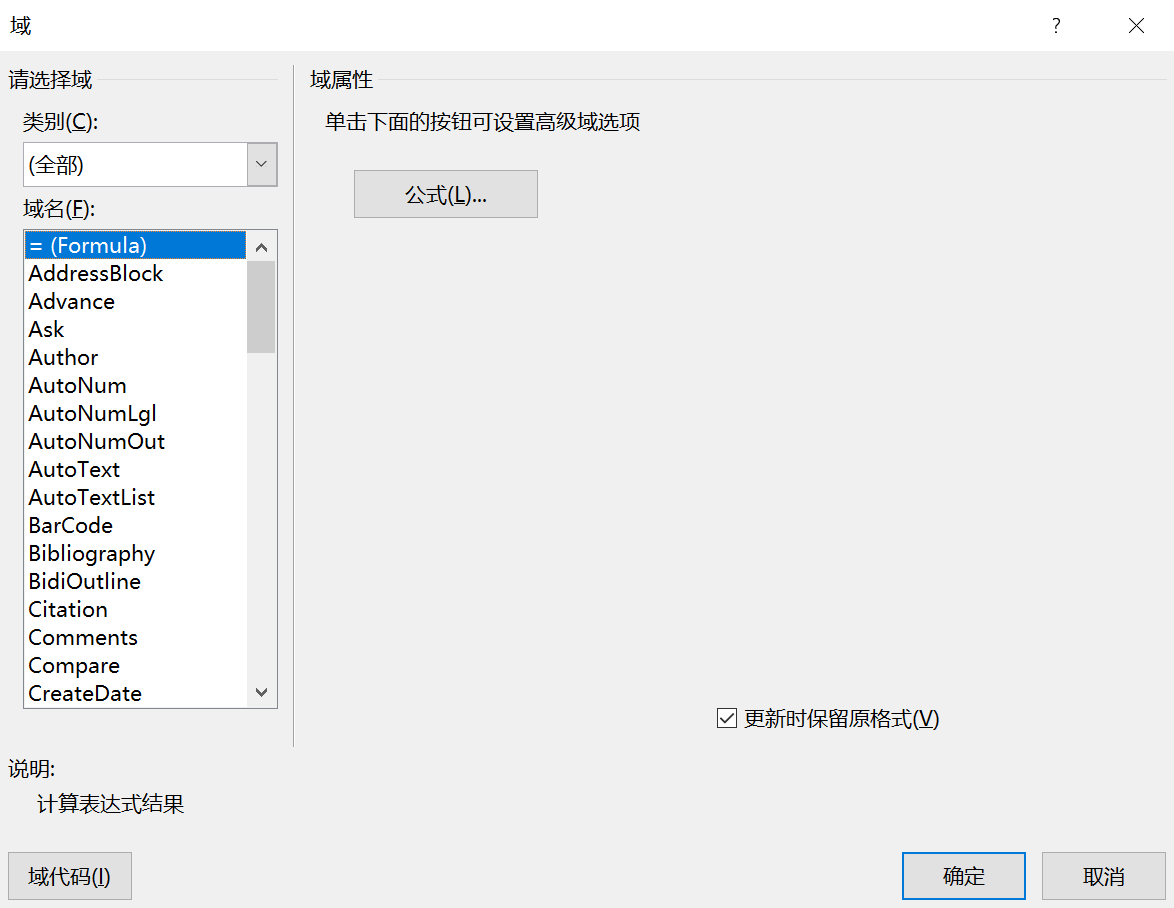 域
?
请选择域
类别(C):
(全部)
域名(F):
= (Formula)
AddressBlock
Advance
Ask
Author
AutoNum
AutoNumLgl
AutoNumOut
AutoText
AutoTextList
BarCode
Bibliography
BidiOutline
Citation
Comments
Compare
CreateDate
域属性
单击下面的按钮可设置高级域选项
公式(L)...
更新时保留原格式(V)
说明:
计算表达式结果
域代码(I)
确定
取消